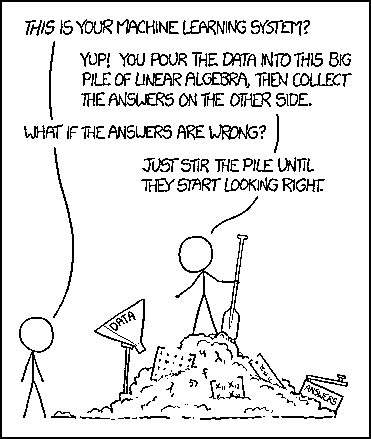 THIS IS YOUR MACHINE LEARNING SYSTEM?
YUP! YOU POUR THE DATA INTO THIS BIG
PILE OF LINEAR ALGEBRA, THEN COLLECT
THE ANSWERS ON THE OTHER SIDE.
WHAT IF THE ANSWERS ARE WRONG?
JUST STIR THE PILE UNTIL
THEY START LOOKING RIGHT.
DATA
ANSWERS